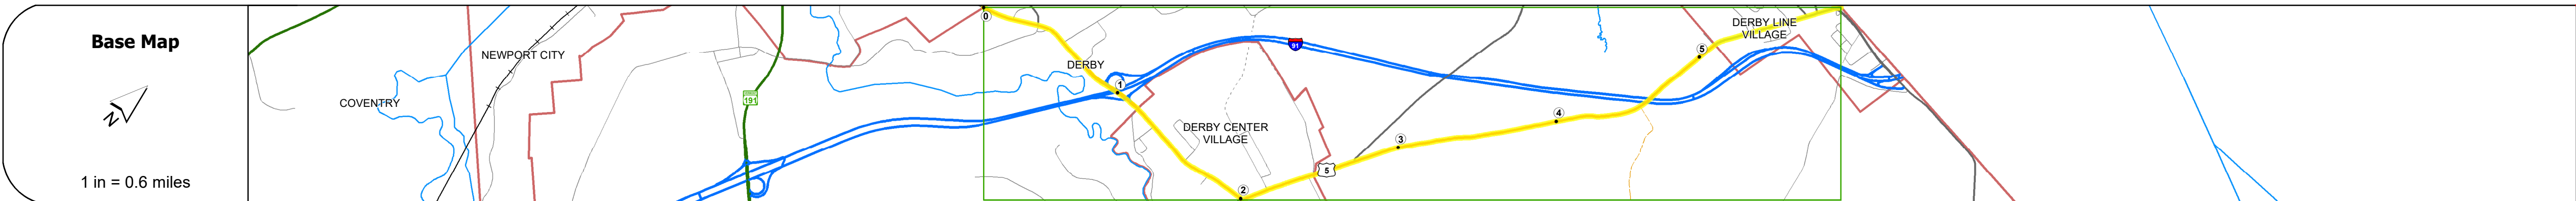 Base Map
N
1 in = 0.6 miles
COVENTRY
NEWPORT CITY
191
0
DERBY
1
DERBY CENTER
VILLAGE
2
91
5
3
4
5
DERBY LINE
VILLAGE